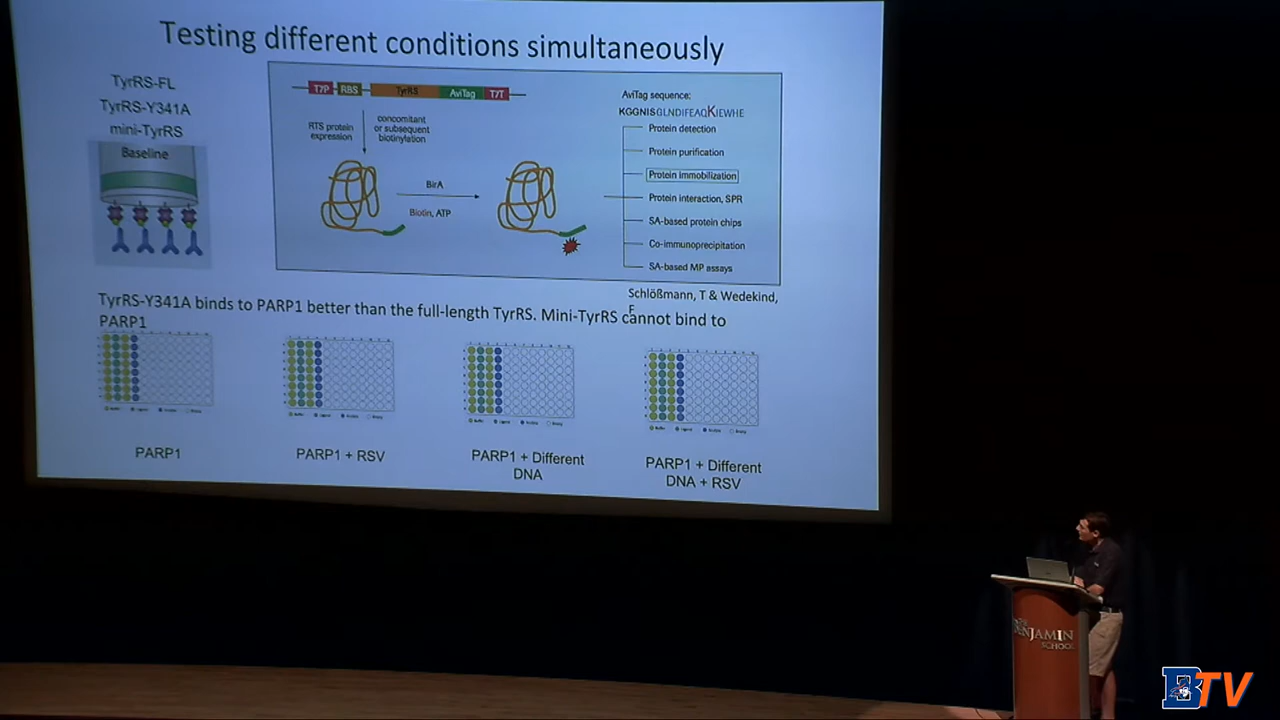 Testing different conditions simultaneously
TyrRS-FL
TyrRS-Y341A
mini-TyrRS
Baseline
T7P RBS TyrRS AviTag T7T
RTS protein
expression
concomitant
or subsequent
biotinylation
BirA
Biotin, ATP
AviTag sequence:
KGGNISGLNDIFEAQKIEWHE
Protein detection
Protein purification
Protein immobilization
Protein interaction, SPR
SA-based protein chips
Co-immunoprecipitation
SA-based MP assays
Schlößmann, T & Wedekind,
F
TyrRS-Y341A binds to PARP1 better than the full-length TyrRS. Mini-TyrRS cannot bind to
PARP1
PARP1
PARP1 + RSV
PARP1 + Different
DNA
PARP1 + Different
DNA + RSV
BENJAMIN
SCHOOL
BTV